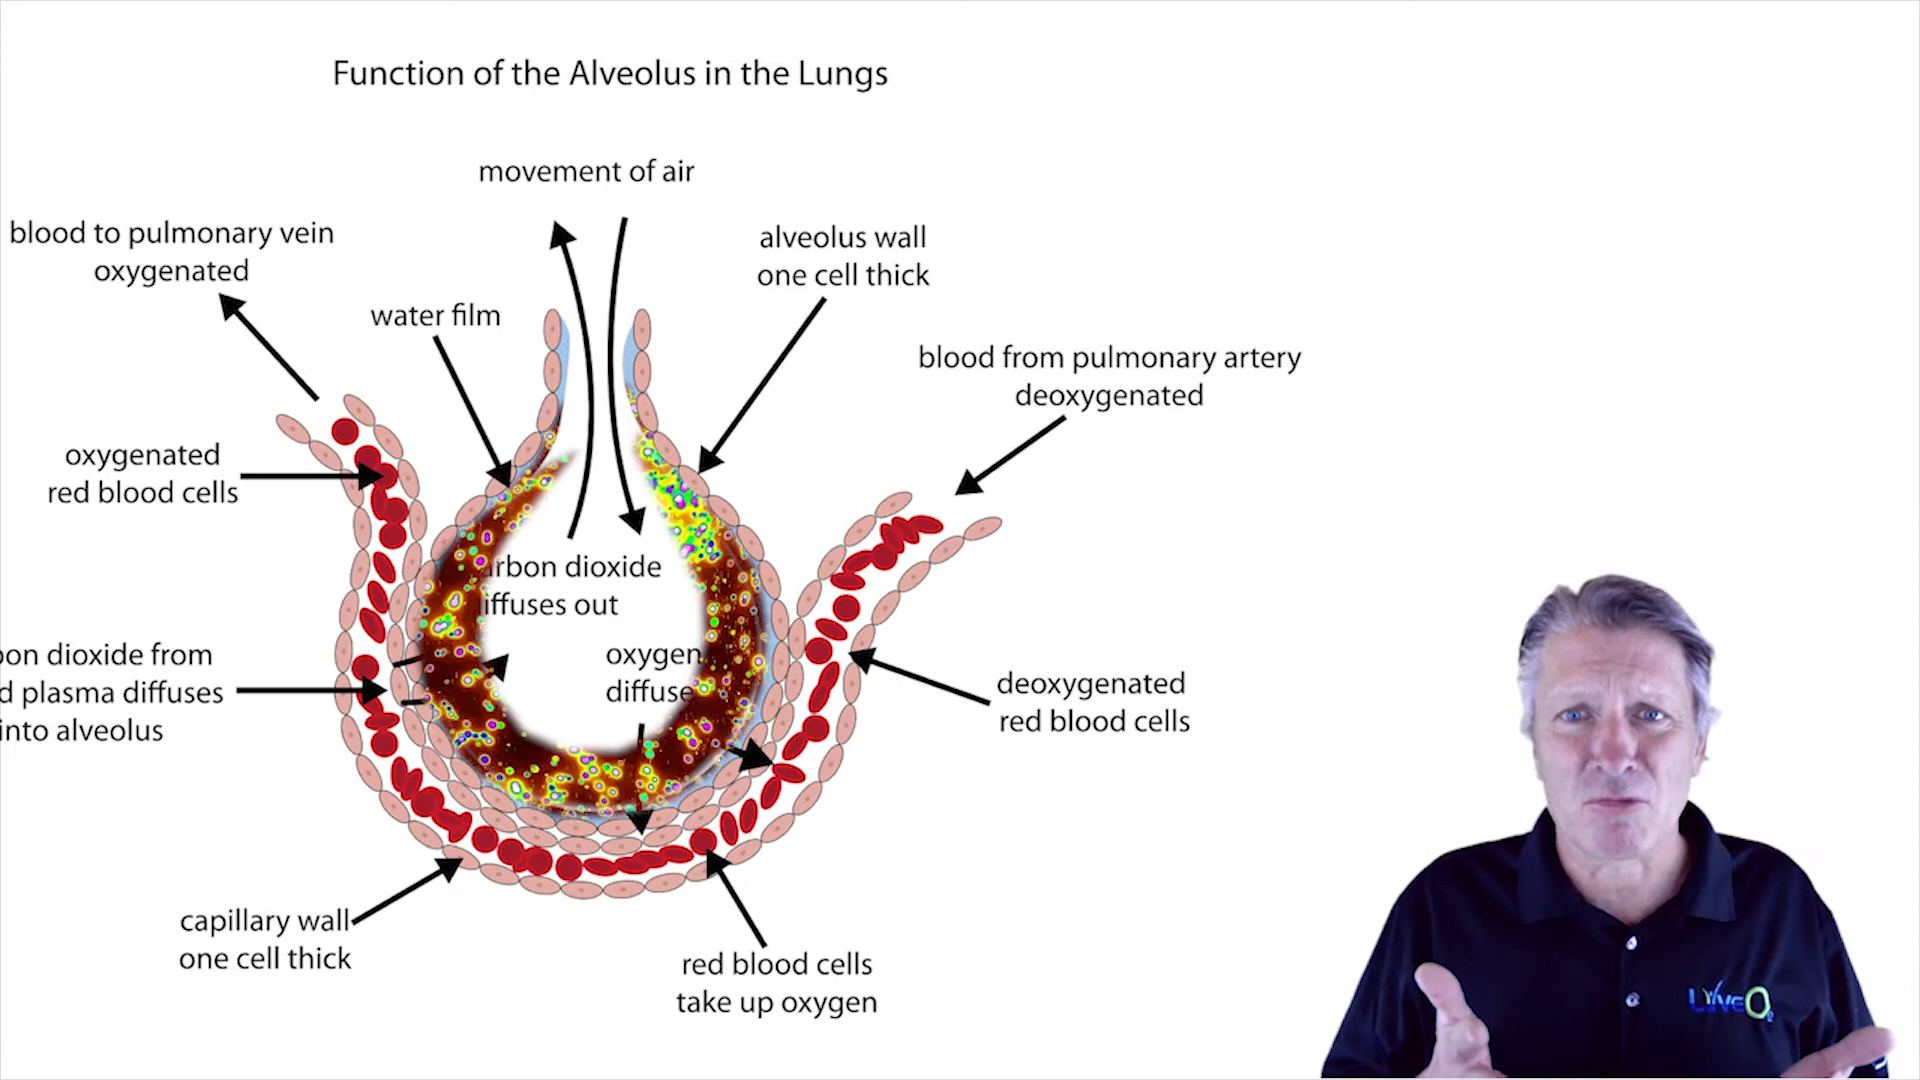 Function of the Alveolus in the Lungs
movement of air
blood to pulmonary vein
oxygenated
alveolus wall
one cell thick
water film
blood from pulmonary artery
deoxygenated
oxygenated
red blood cells
rbon dioxide
iffuses out
oxygen
diffuse
on dioxide from
d plasma diffuses
into alveolus
deoxygenated
red blood cells
capillary wall
one cell thick
red blood cells
take up oxygen
LiveO2